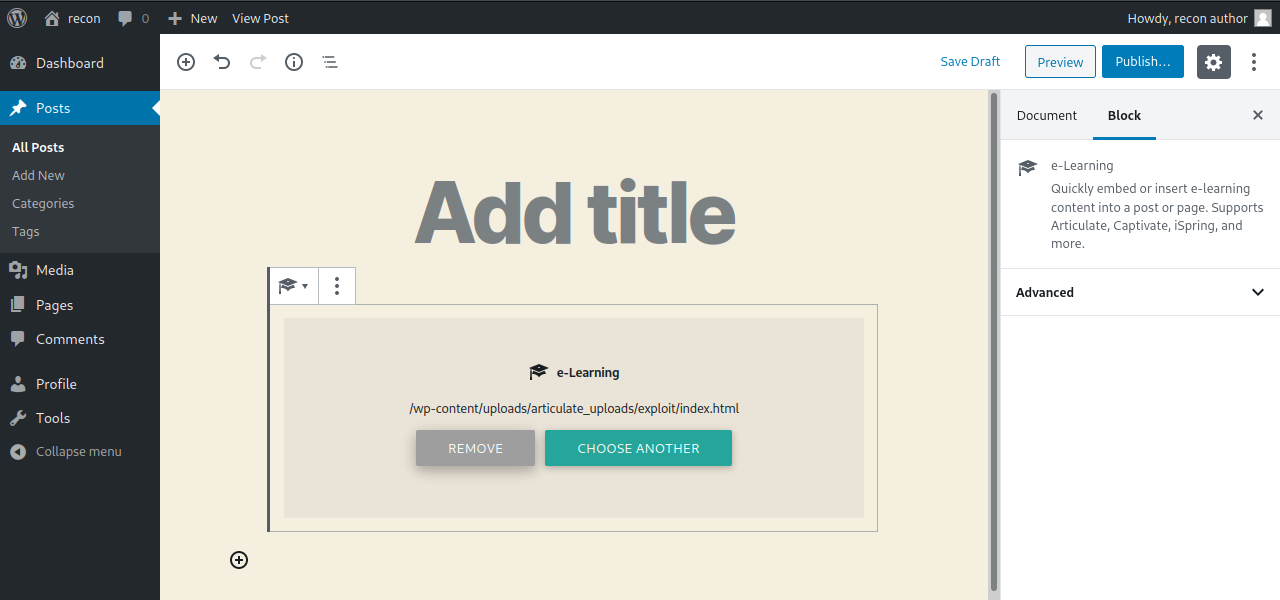 recon 0 New View Post Howdy, recon author
Dashboard
Posts
All Posts
Add New
Categories
Tags
Media
Pages
Comments
Profile
Tools
Collapse menu
Save Draft Preview Publish... 
Add title
e-Learning
/wp-content/uploads/articulate_uploads/exploit/index.html
REMOVE CHOOSE ANOTHER
Document Block
e-Learning
Quickly embed or insert e-learning
content into a post or page. Supports
Articulate, Captivate, iSpring, and
more.
Advanced